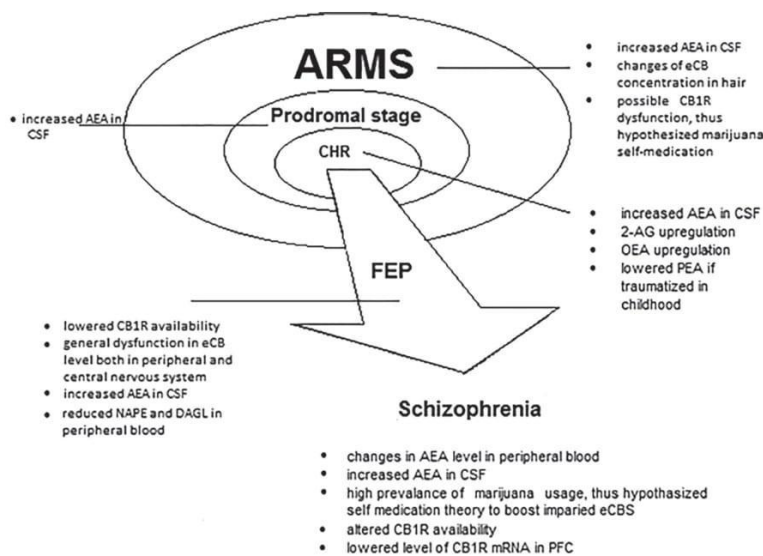 ARMS
• increased AEA in CSF
• changes of eCB
concentration in hair
• possible CB1R
dysfunction, thus
hypothesized marijuana
self-medication
Prodromal stage
• increased AEA in
CSF
CHR
• increased AEA in CSF
• 2-AG upregulation
• OEA upregulation
• lowered PEA if
traumatized in
childhood
FEP
• lowered CB1R availability
• general dysfunction in eCB
level both in peripheral and
central nervous system
• increased AEA in CSF
• reduced NAPE and DAGL in
peripheral blood
Schizophrenia
• changes in AEA level in peripheral blood
• increased AEA in CSF
• high prevalance of marijuana usage, thus hypothasized
self medication theory to boost imparied eCBS
• altered CB1R availability
• lowered level of CB1R mRNA in PFC